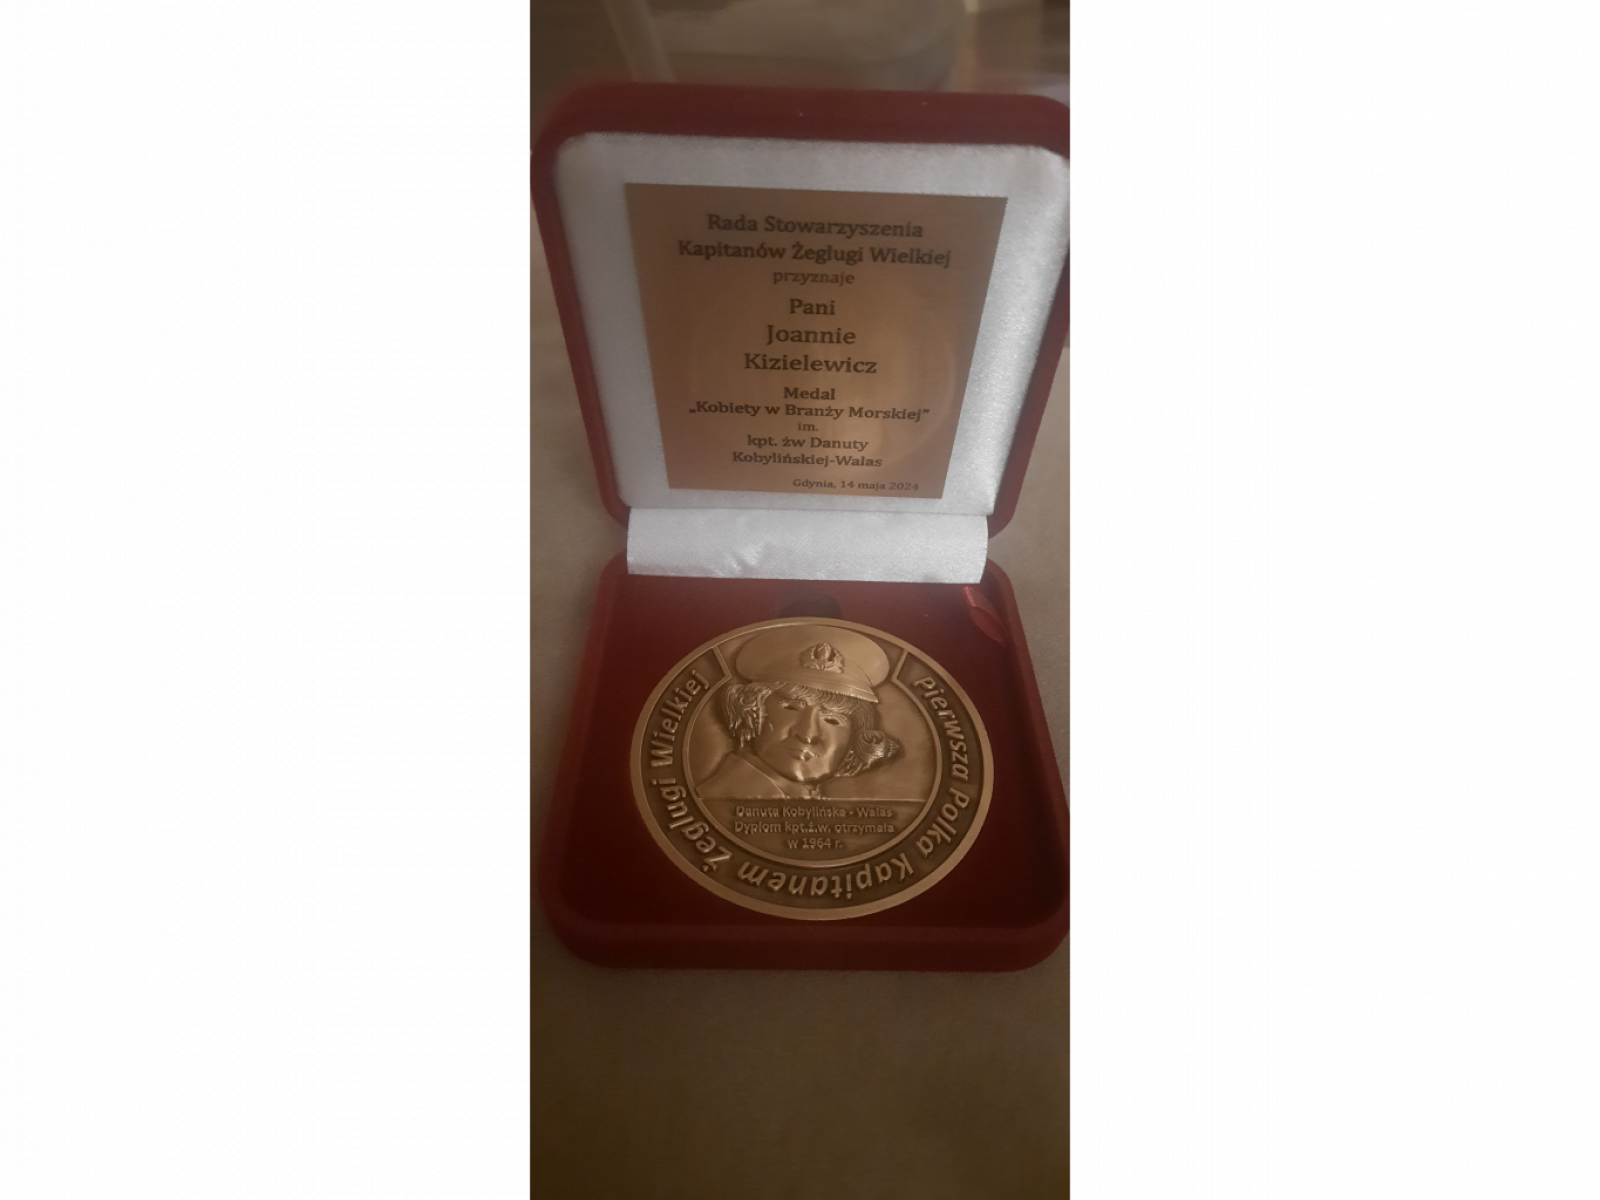 Rada Stowarzyszenia
Kapitanów Żeglugi Wielkiej
przyznaje
Pani
Joannie
Kizielewicz
Medal
„Kobiety w Branży Morskiej”
im.
kpt. żw Danuty
Kobylińskiej-Walas
Gdynia, 14 maja 2024
Pierwsza Polka Kapitanem Żeglugi Wielkiej
Danuta Kobylińska - Walas
Dyplom kpt.ż.w. otrzymała
w 1964 r.